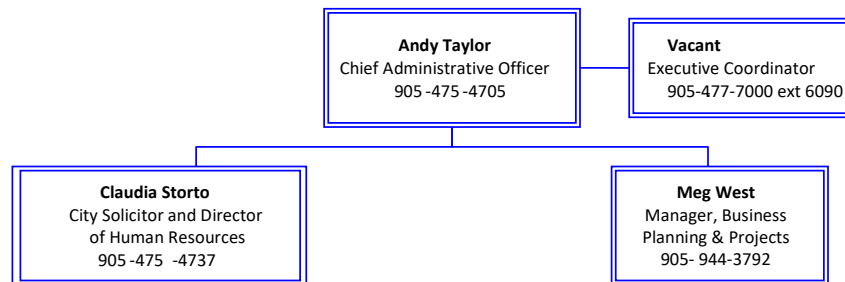 Andy Taylor
Chief Administrative Officer
905 -475 -4705
Vacant
Executive Coordinator
905-477-7000 ext 6090
Claudia Storto
City Solicitor and Director
of Human Resources
905 -475 -4737
Meg West
Manager, Business
Planning & Projects
905- 944-3792